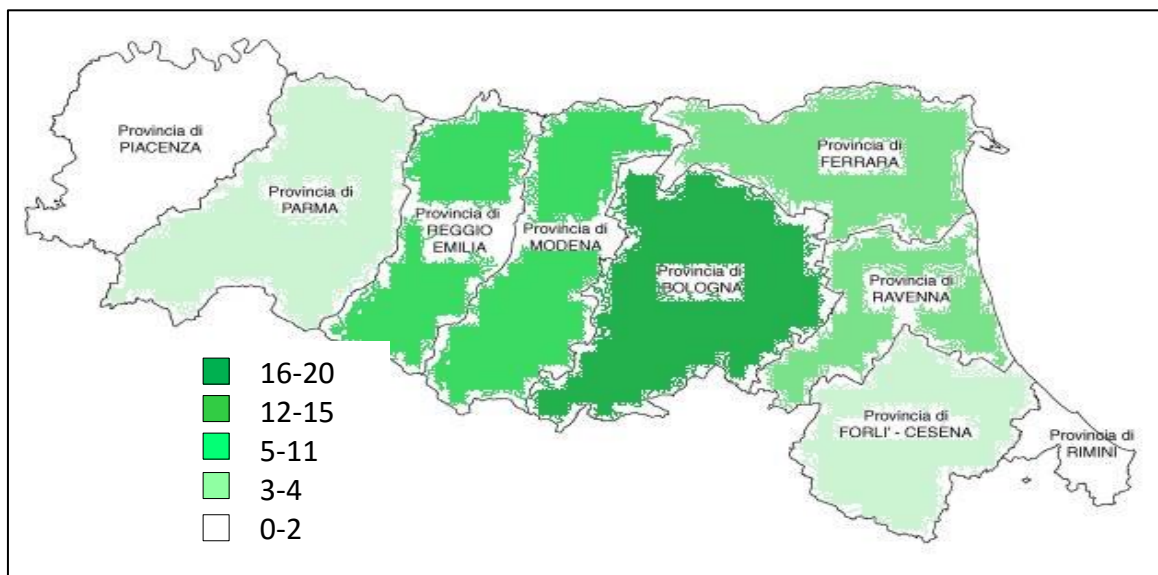 Provincia di
PIACENZA
Provincia di
PARMA
Provincia di
REGGIO
EMILIA
Provincia di
MODENA
Provincia di
BOLOGNA
Provincia di
FERRARA
Provincia di
RAVENNA
Provincia di
FORLI' - CESENA
Provincia di
RIMINI
16-20
12-15
5-11
3-4
0-2